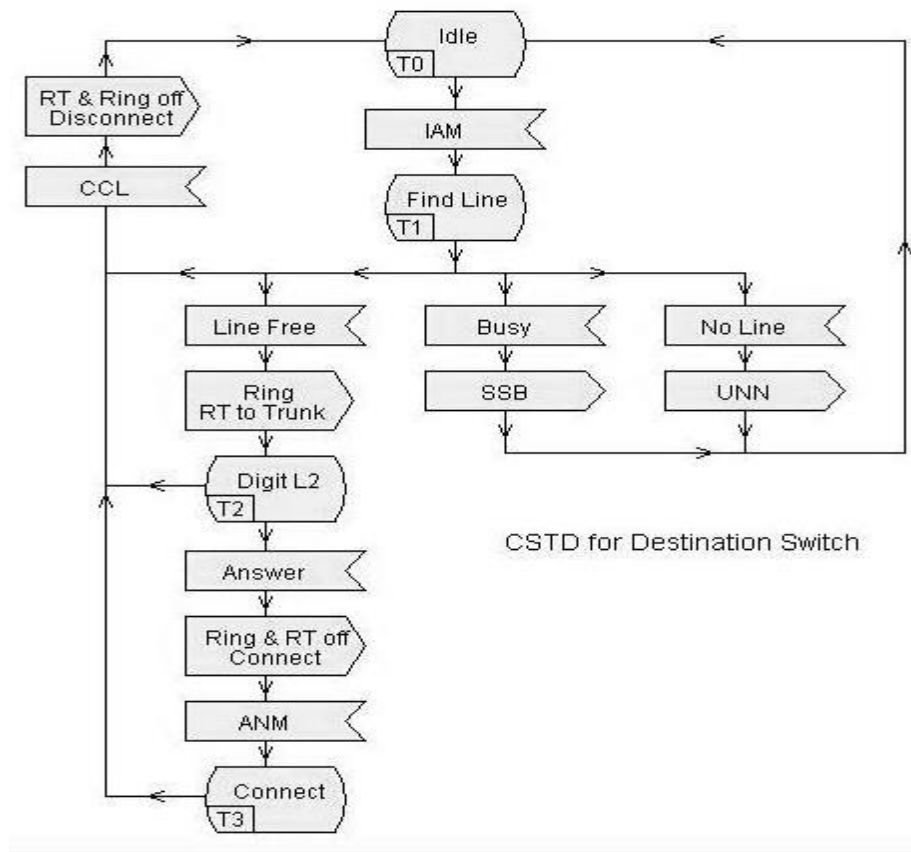 Idle
T0
RT & Ring off
Disconnect
IAM
CCL
Find Line
T1
Line Free
Busy
No Line
Ring
RT to Trunk
SSB
UNN
Digit L2
T2
CSTD for Destination Switch
Answer
Ring & RT off
Connect
ANM
Connect
T3